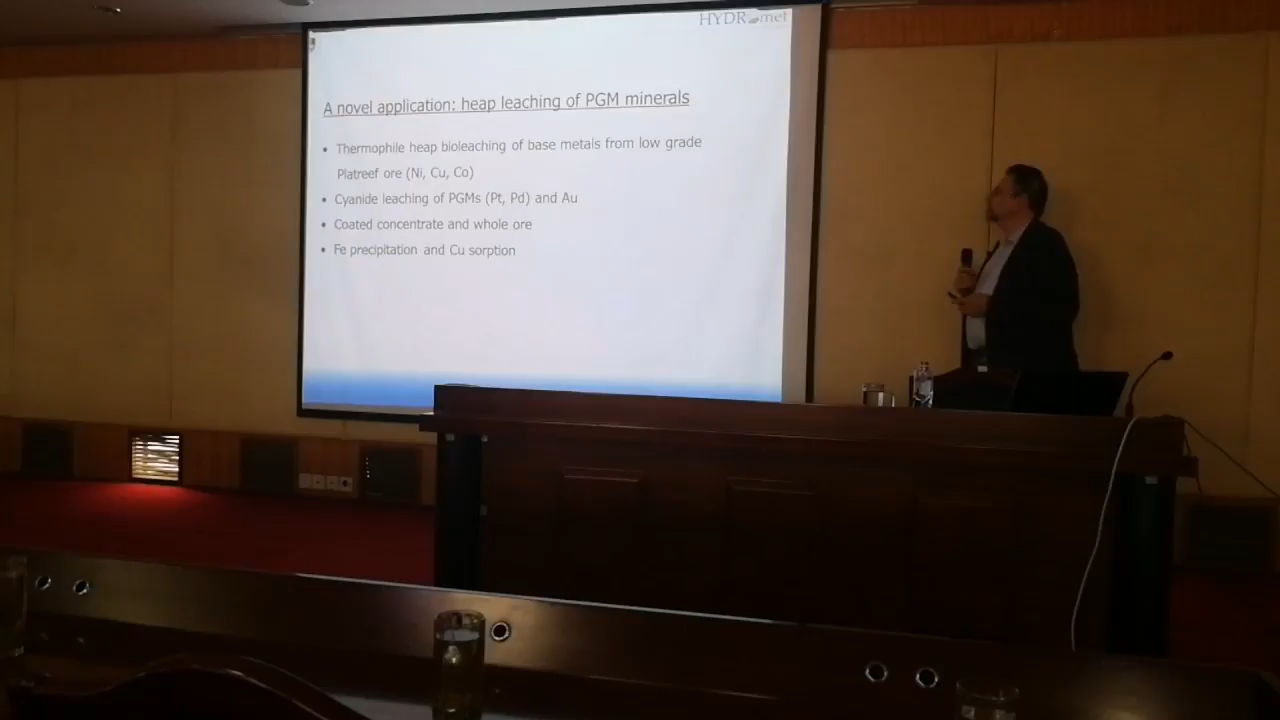 HYDROmet
A novel application: heap leaching of PGM minerals
• Thermophile heap bioleaching of base metals from low grade
Platreef ore (Ni, Cu, Co)
• Cyanide leaching of PGMs (Pt, Pd) and Au
• Coated concentrate and whole ore
• Fe precipitation and Cu sorption